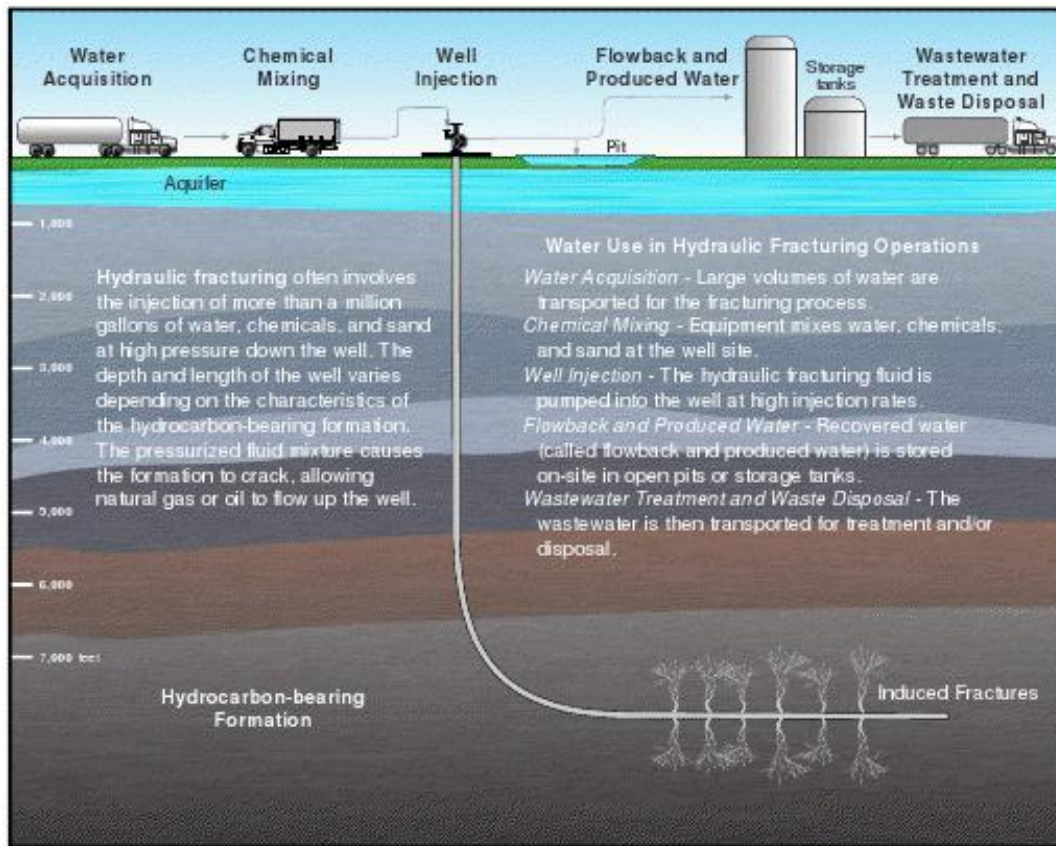 Water
Acquisition
Chemical
Mixing
Well
Injection
Flowback and
Produced Water
Storage
tanks
Wastewater
Treatment and
Waste Disposal
Pit
Aquifer
1,000
2,000
3,000
4,000
5,000
6,000
7,000 feet
Hydraulic fracturing often involves
the injection of more than a million
gallons of water, chemicals, and sand
at high pressure down the well. The
depth and length of the well varies
depending on the characteristics of
the hydrocarbon-bearing formation.
The pressurized fluid mixture causes
the formation to crack, allowing
natural gas or oil to flow up the well.
Water Use in Hydraulic Fracturing Operations
Water Acquisition - Large volumes of water are
transported for the fracturing process.
Chemical Mixing - Equipment mixes water, chemicals,
and sand at the well site.
Well Injection - The hydraulic fracturing fluid is
pumped into the well at high injection rates.
Flowback and Produced Water - Recovered water
(called flowback and produced water) is stored
on-site in open pits or storage tanks.
Wastewater Treatment and Waste Disposal - The
wastewater is then transported for treatment and/or
disposal.
Hydrocarbon-bearing
Formation
Induced Fractures